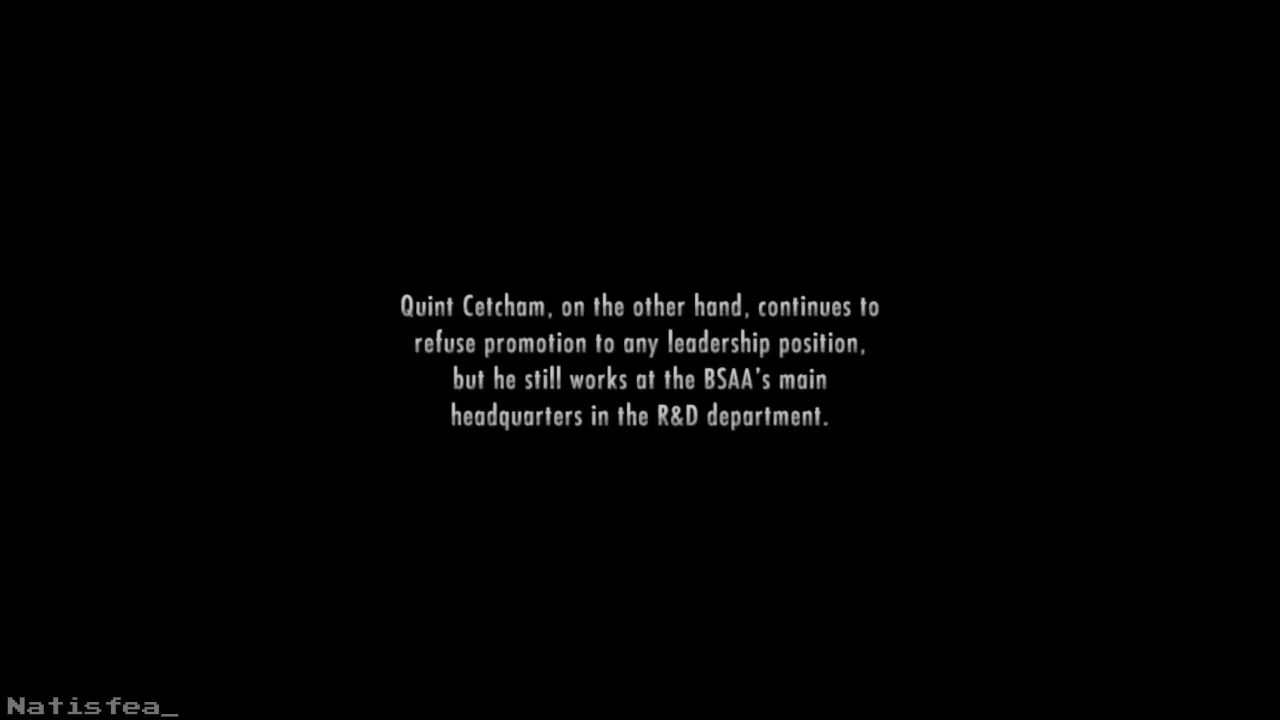 Quint Cetcham, on the other hand, continues to
refuse promotion to any leadership position,
but he still works at the BSAA's main
headquarters in the R&D department.
Natisfea_